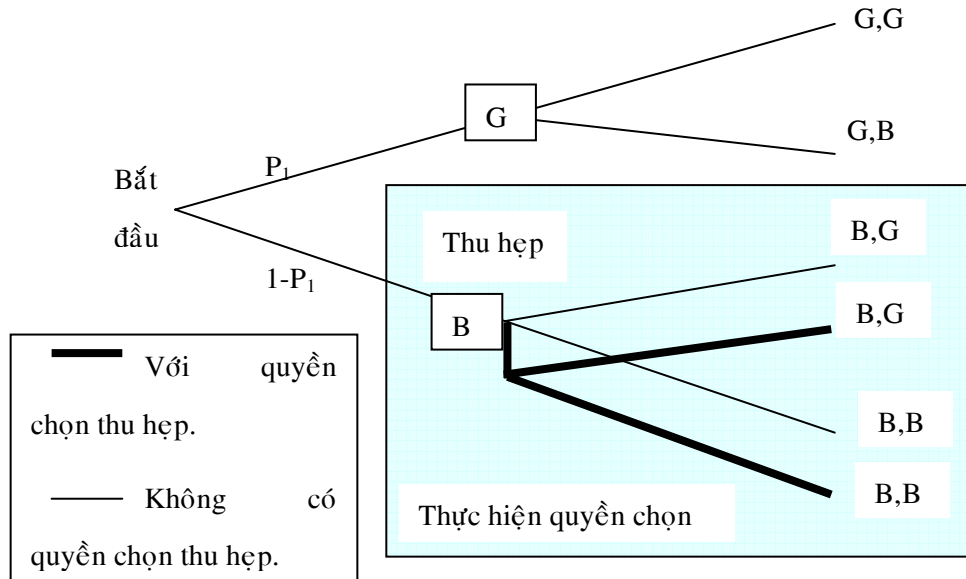 G,G
G
G,B
P₁
Bắt
đầu
Thu hẹp
B,G
1-P₁
B
B,G
Với quyền
chọn thu hẹp.
B,B
Không có
quyền chọn thu hẹp.
B,B
Thực hiện quyền chọn